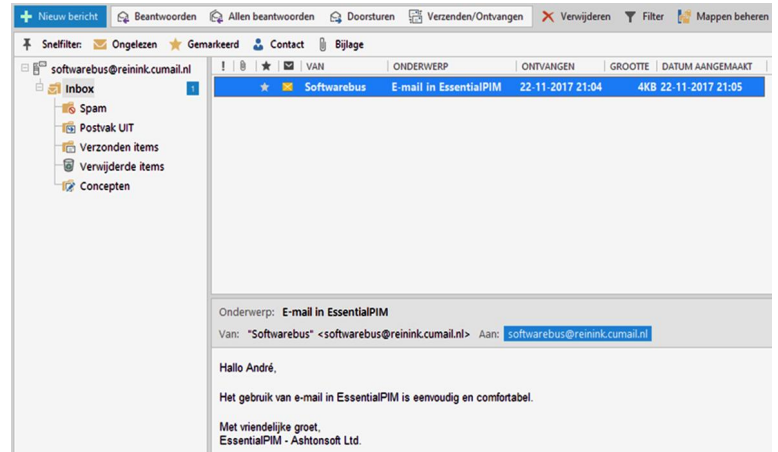 Nieuw bericht Beantwoorden Allen beantwoorden Doorsturen Verzenden/Ontvangen Verwijderen Filter Mappen beheren
Snelfilter: Ongelezen Gemarkeerd Contact Bijlage
softwarebus@reinink.cumail.nl
Inbox 1
Spam
Postvak UIT
Verzonden items
Verwijderde items
Concepten
! VAN ONDERWERP ONTVANGEN GROOTTE DATUM AANGEMAAKT
Softwarebus E-mail in EssentialPIM 22-11-2017 21:04 4KB 22-11-2017 21:05
Onderwerp: E-mail in EssentialPIM
Van: "Softwarebus" <softwarebus@reinink.cumail.nl> Aan: softwarebus@reinink.cumail.nl
Hallo André,
Het gebruik van e-mail in EssentialPIM is eenvoudig en comfortabel.
Met vriendelijke groet,
EssentialPIM - Ashtonsoft Ltd.